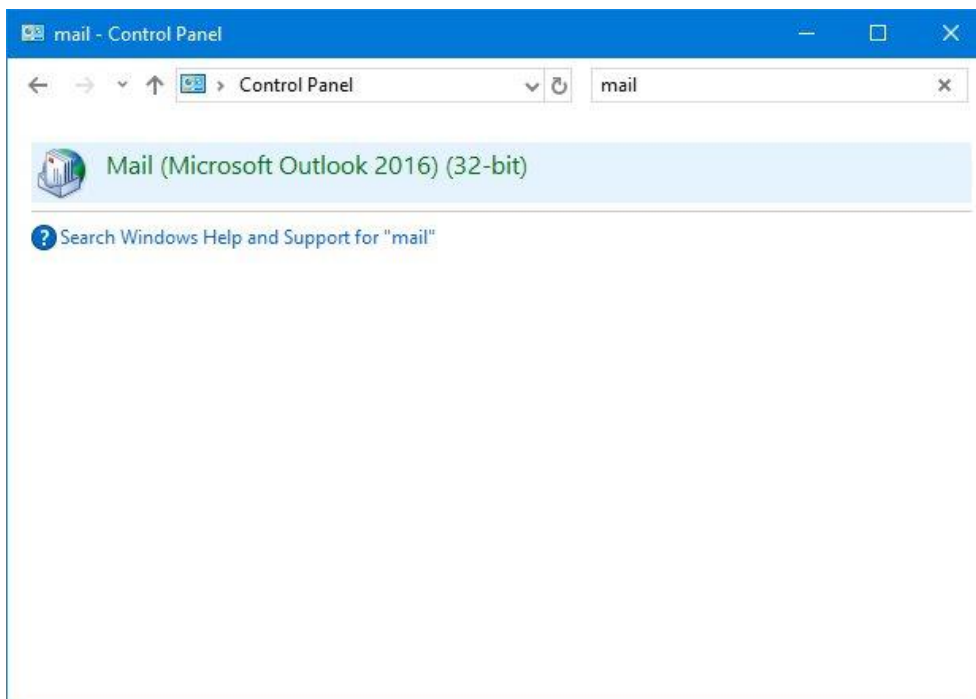 mail - Control Panel
Control Panel
mail
Mail (Microsoft Outlook 2016) (32-bit)
Search Windows Help and Support for "mail"